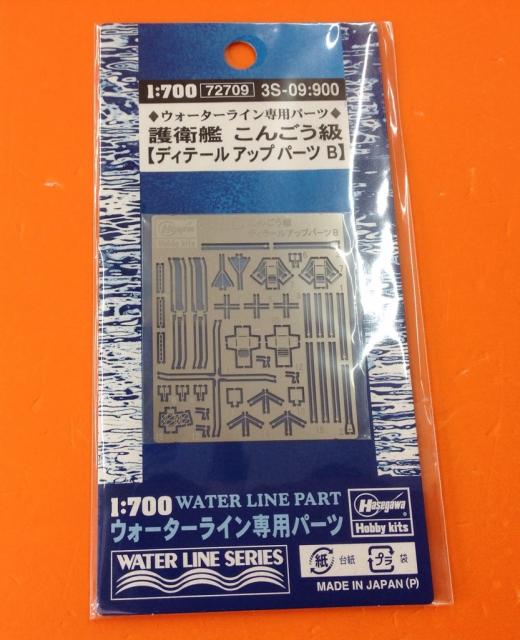 1:700 72709 3S-09:900
◆ウォーターライン専用パーツ◆
護衛艦 こんごう級
【ディテール アップ パーツ B】
Hasegawa
Hobby kits
こんごう級
ディテールアップパーツB
1:700 WATER LINE PART
ウォーターライン専用パーツ
WATER LINE SERIES
Hasegawa
Hobby kits
紙 台紙 プラ 袋
MADE IN JAPAN (P)